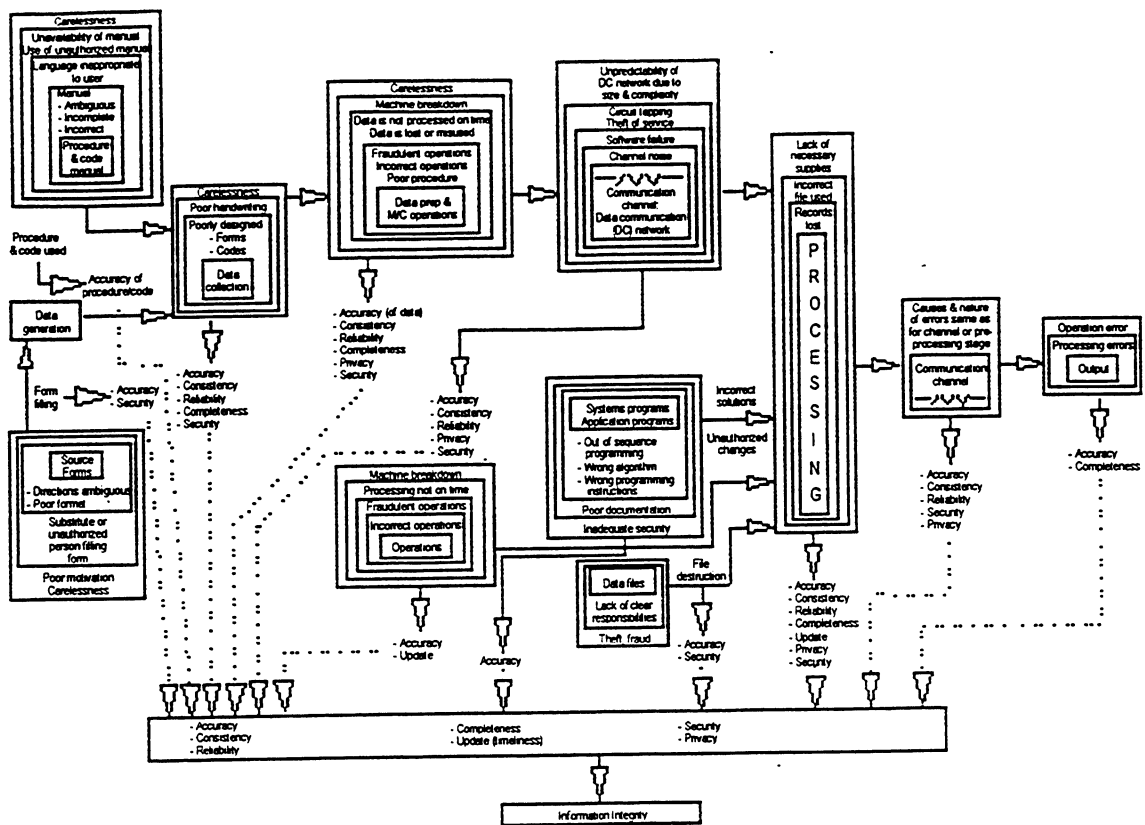 Carelessness
Unavailability of manual
Use of unauthorized manual
Language inappropriate
to user
Manual
- Ambiguous
- Incomplete
- Incorrect
Procedure
& code
manual
Procedure
& code used
Accuracy of
procedure/code
Data
generation
Form
filling
- Accuracy
- Security
Source
Forms
- Directions ambiguous
- Poor format
Substitute or
unauthorized
person filling
form
Poor motivation
Carelessness
Carelessness
Poor handwriting
Poorly designed
- Forms
- Codes
Data
collection
- Accuracy
- Consistency
- Reliability
- Completeness
- Security
Carelessness
Machine breakdown
Data is not processed on time
Data is lost or misused
Fraudulent operations
Incorrect operations
Poor procedure
Data prep &
M/C operations
- Accuracy (of data)
- Consistency
- Reliability
- Completeness
- Privacy
- Security
Unpredictability of
DC network due to
size & complexity
Circuit tapping
Theft of service
Software failure
Channel noise
Communication
channel
Data communication
(DC) network
- Accuracy
- Consistency
- Reliability
- Privacy
- Security
Machine breakdown
Processing not on time
Fraudulent operations
Incorrect operations
Operations
- Accuracy
- Update
Systems programs
Application programs
- Out of sequence
programming
- Wrong algorithm
- Wrong programming
instructions
Poor documentation
Inadequate security
Incorrect
solutions
Unauthorized
changes
Accuracy
Data files
Lack of clear
responsibilities
Theft, fraud
File
destruction
- Accuracy
- Security
Lack of
necessary
supplies
Incorrect
file used
Records
lost
PROCESSING
- Accuracy
- Consistency
- Reliability
- Completeness
- Update
- Privacy
- Security
Causes & nature
of errors same as
for channel or pre-
processing stage
Communication
channel
- Accuracy
- Consistency
- Reliability
- Security
- Privacy
Operation error
Processing errors
Output
- Accuracy
- Completeness
- Accuracy
- Consistency
- Reliability
- Completeness
- Update (timeliness)
- Security
- Privacy
Information Integrity